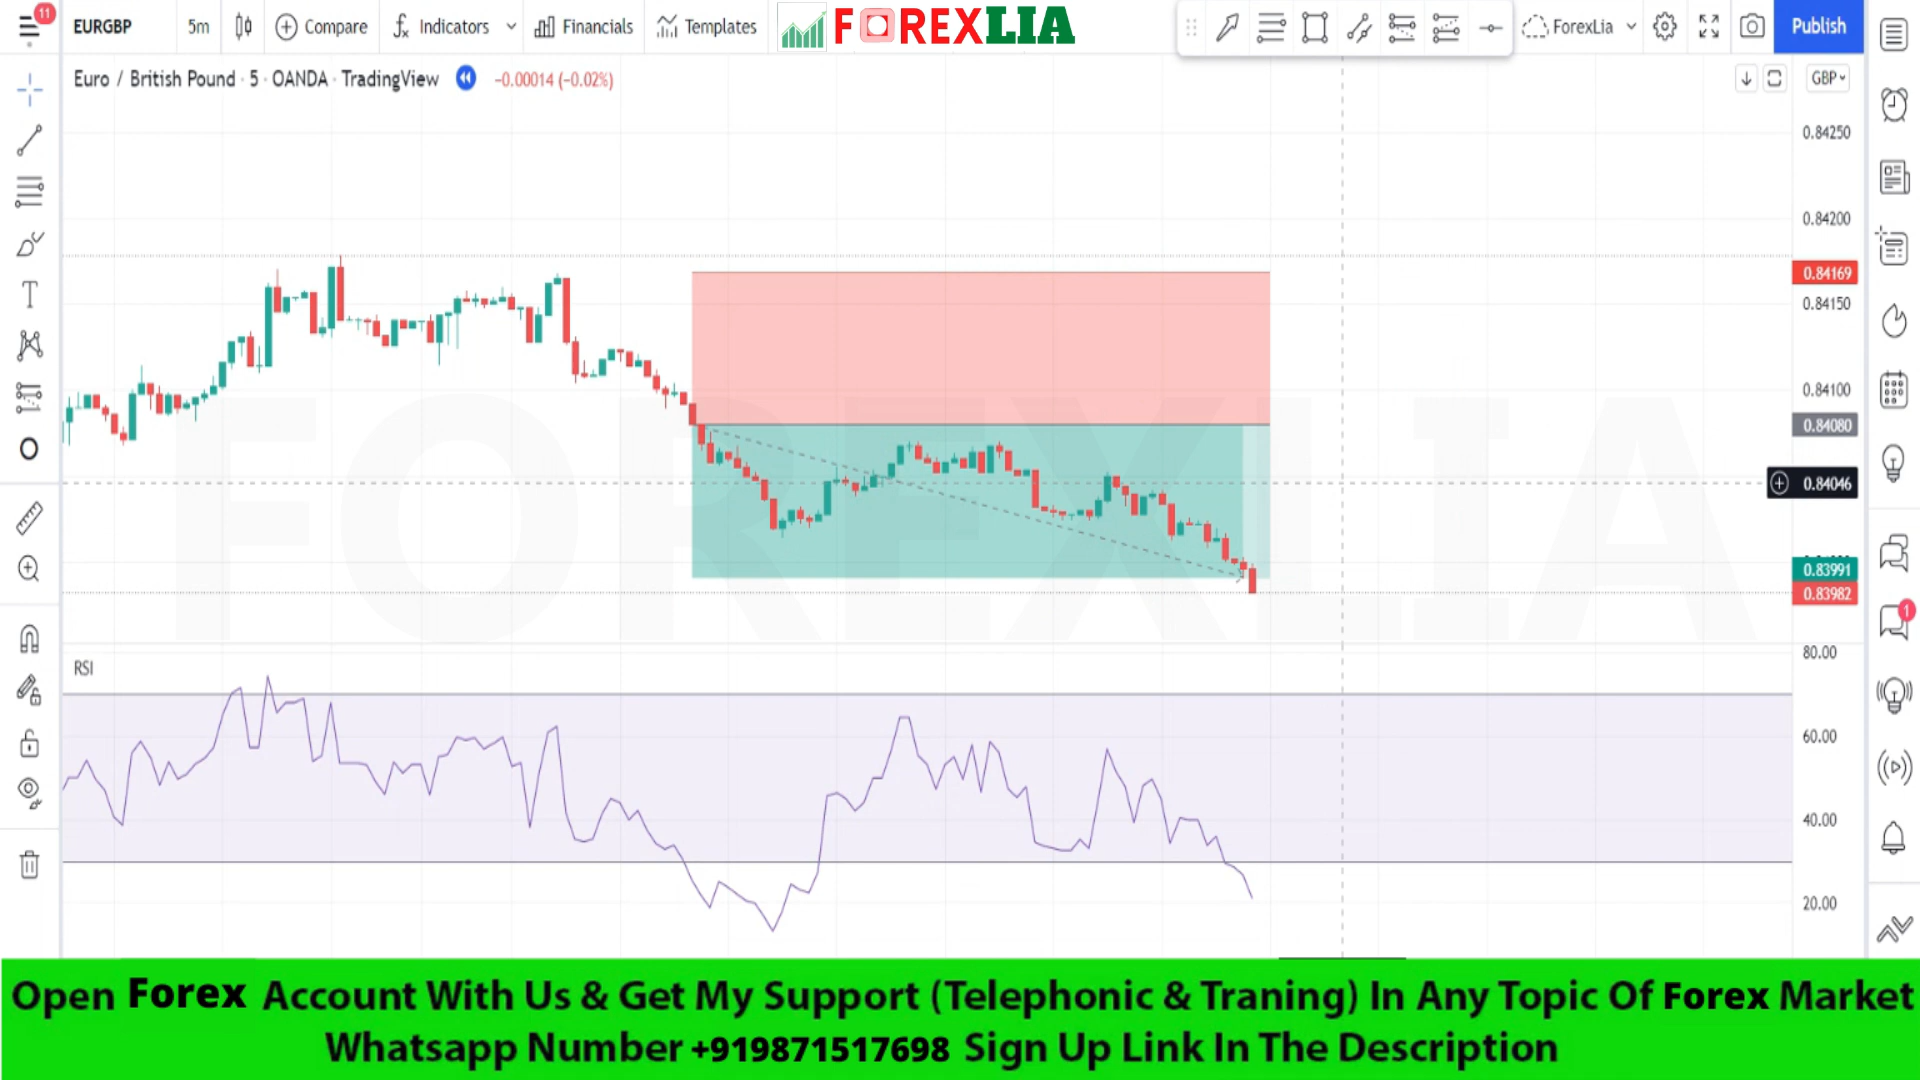 11
EURGBP 5m Compare Indicators Financials Templates FOREXLIA ForexLia Publish
Euro / British Pound · 5 · OANDA · TradingView −0.00014 (−0.02%)
GBP
0.84250
0.84200
0.84169
0.84150
0.84100
0.84080
0.84046
0.83991
0.83982
FOREXLIA
1
RSI
80.00
60.00
40.00
20.00
Open Forex Account With Us & Get My Support (Telephonic & Traning) In Any Topic Of Forex Market
Whatsapp Number +919871517698 Sign Up Link In The Description